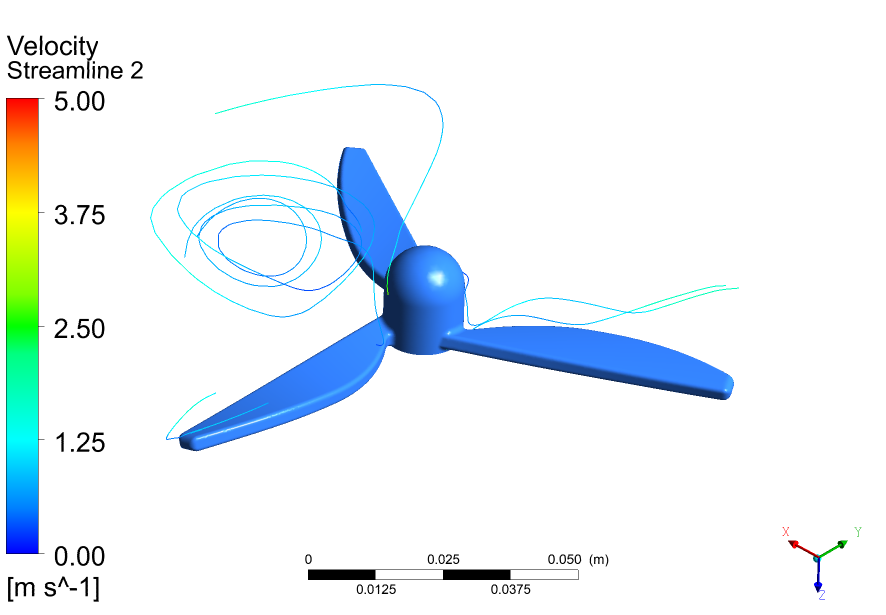 Velocity
Streamline 2
5.00
3.75
2.50
1.25
0.00
[m s^-1]
0 0.025 0.050 (m)
0.0125 0.0375
X Y
Z